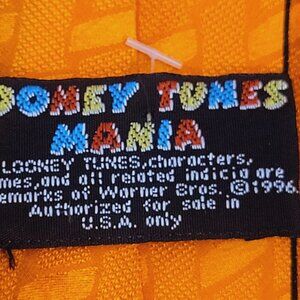 OONEY TUNES
MANIA
LOONEY TUNES, characters,
mes, and all related indicia are
emarks of Warner Bros. ©1996
Authorized for sale in
U.S.A. only